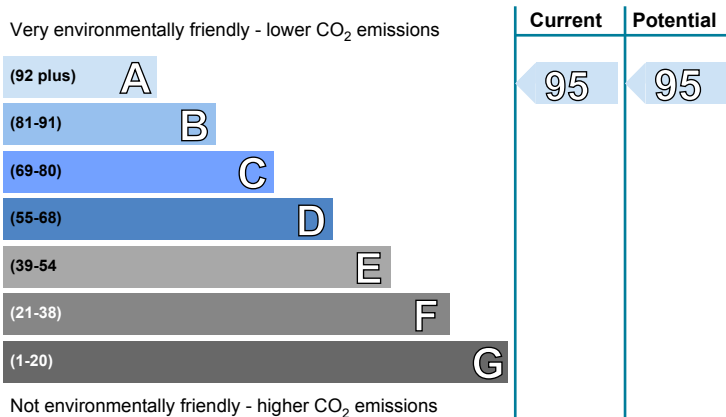 Current Potential
Very environmentally friendly - lower CO2 emissions
(92 plus) A 95 95
(81-91) B
(69-80) C
(55-68) D
(39-54 E
(21-38) F
(1-20) G
Not environmentally friendly - higher CO2 emissions